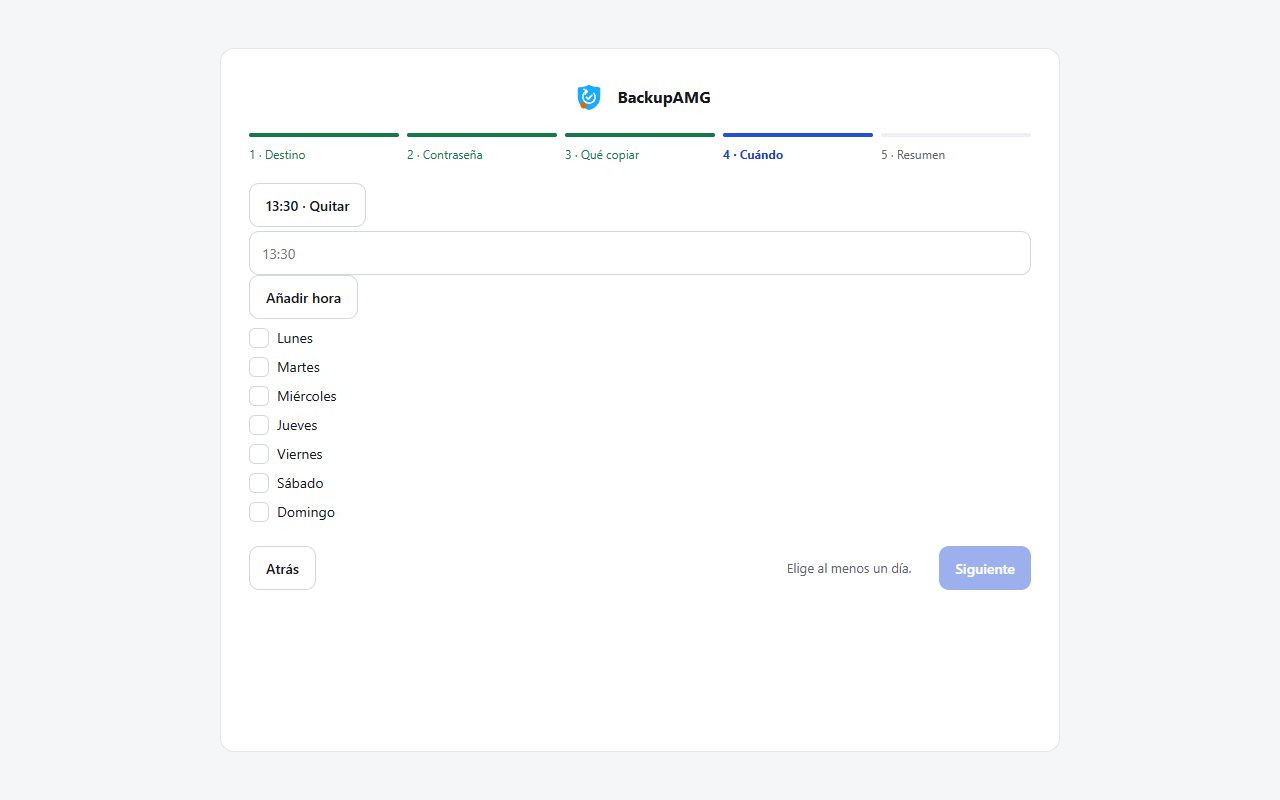 BackupAMG
1 · Destino
2 · Contraseña
3 · Qué copiar
4 · Cuándo
5 · Resumen
13:30 · Quitar
13:30
Añadir hora
Lunes
Martes
Miércoles
Jueves
Viernes
Sábado
Domingo
Atrás
Elige al menos un día.
Siguiente